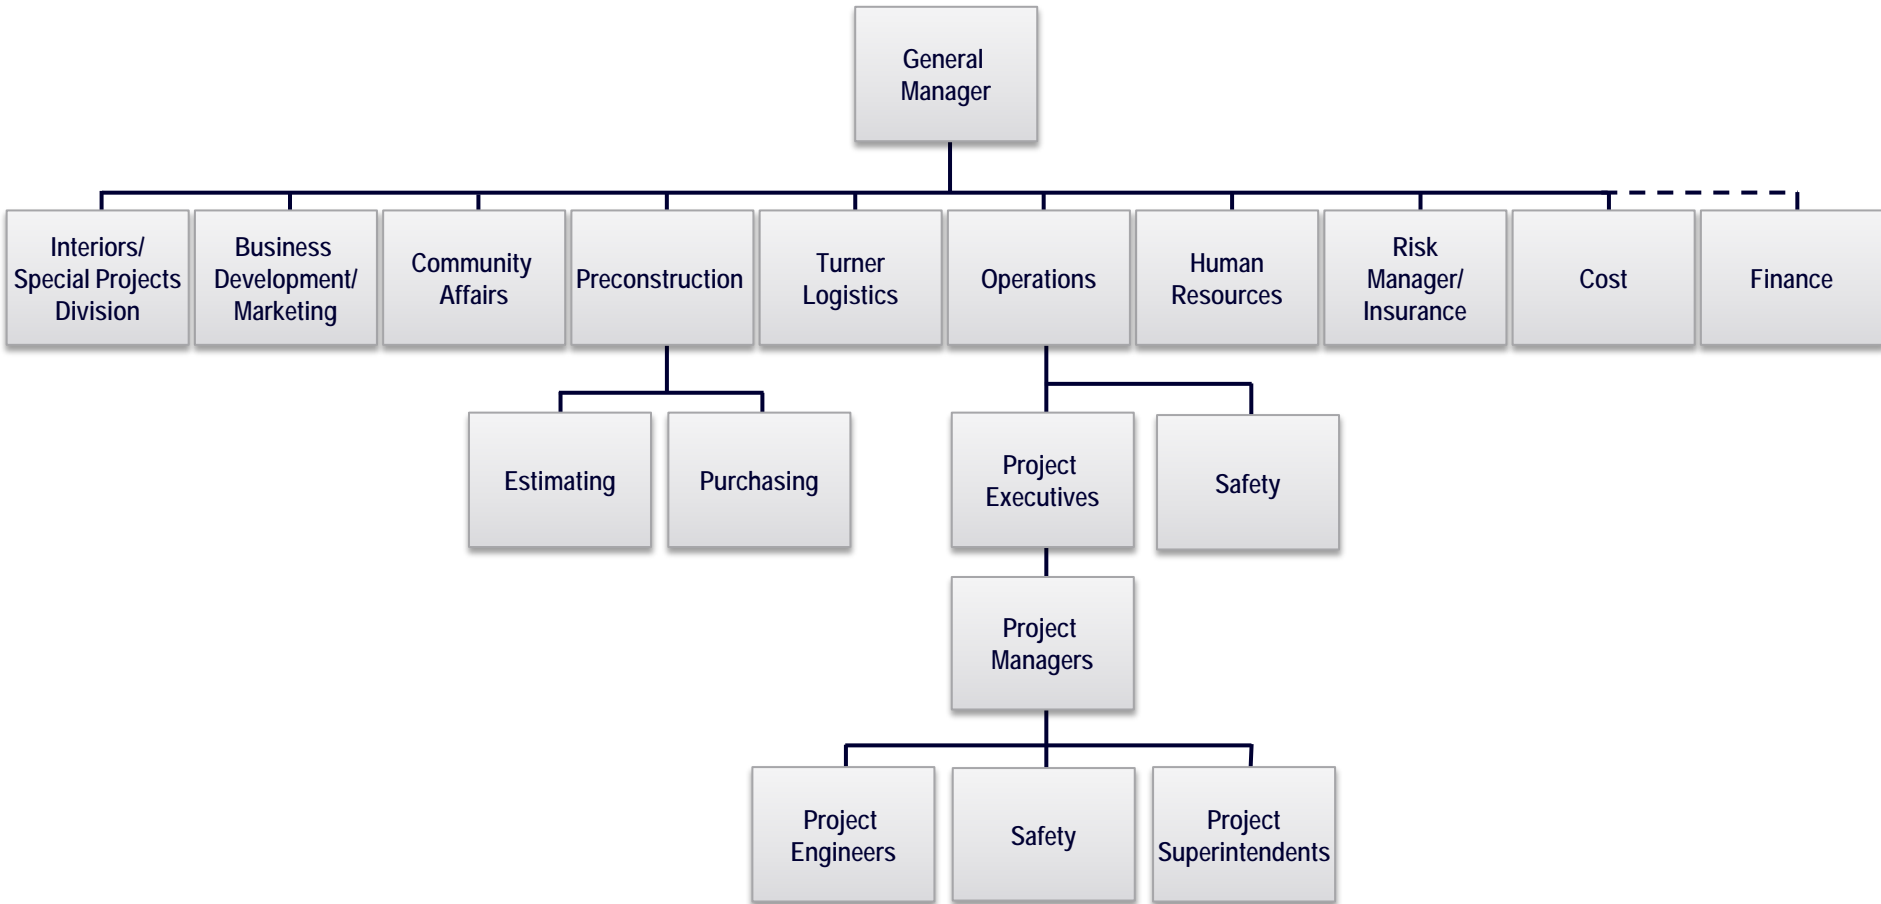 General
Manager
Interiors/
Special Projects
Division
Business
Development/
Marketing
Community
Affairs
Preconstruction
Turner
Logistics
Operations
Human
Resources
Risk
Manager/
Insurance
Cost
Finance
Estimating
Purchasing
Project
Executives
Safety
Project
Managers
Project
Engineers
Safety
Project
Superintendents